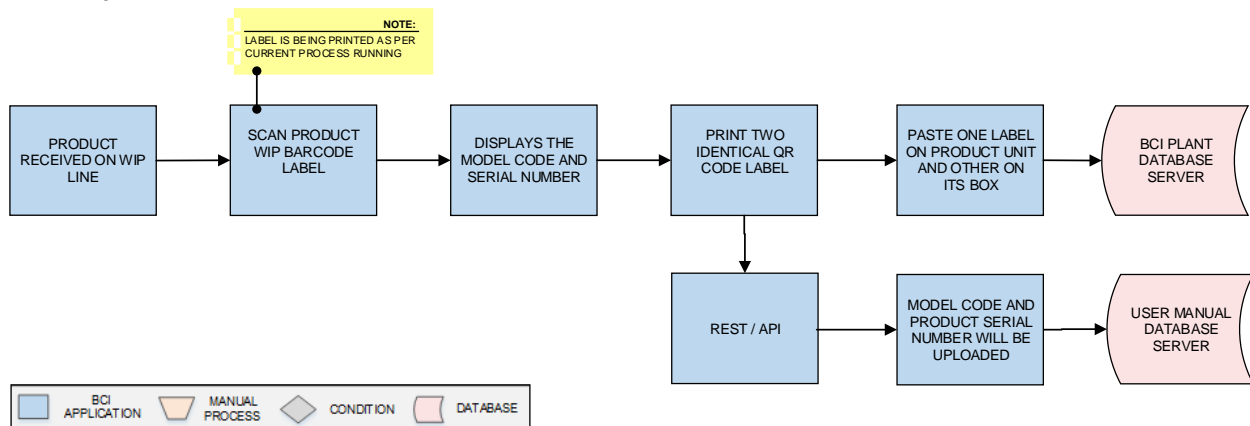 NOTE:
LABEL IS BEING PRINTED AS PER
CURRENT PROCESS RUNNING
PRODUCT
RECEIVED ON WIP
LINE
SCAN PRODUCT
WIP BARCODE
LABEL
DISPLAYS THE
MODEL CODE AND
SERIAL NUMBER
PRINT TWO
IDENTICAL QR
CODE LABEL
PASTE ONE LABEL
ON PRODUCT UNIT
AND OTHER ON
ITS BOX
BCI PLANT
DATABASE
SERVER
REST / API
MODEL CODE AND
PRODUCT SERIAL
NUMBER WILL BE
UPLOADED
USER MANUAL
DATABASE
SERVER
BCI
APPLICATION
MANUAL
PROCESS
CONDITION
DATABASE